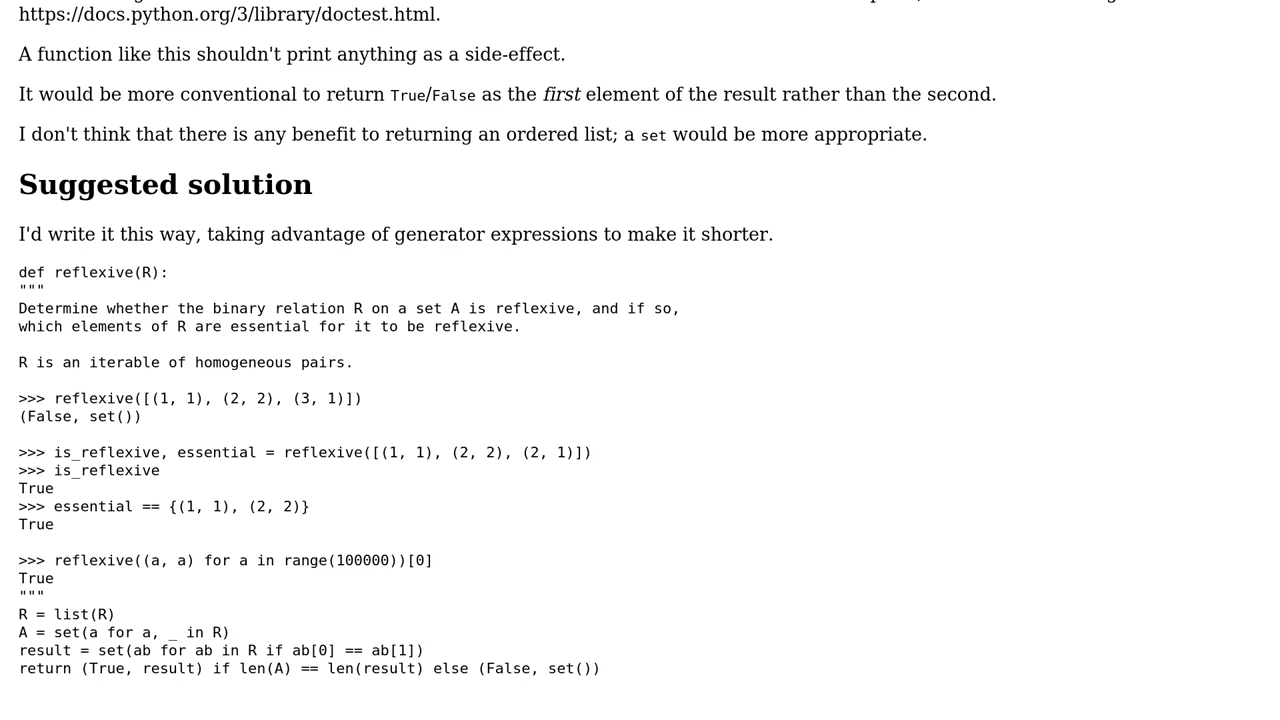 https://docs.python.org/3/library/doctest.html.
A function like this shouldn't print anything as a side-effect.
It would be more conventional to return True/False as the first element of the result rather than the second.
I don't think that there is any benefit to returning an ordered list; a set would be more appropriate.
Suggested solution
I'd write it this way, taking advantage of generator expressions to make it shorter.
def reflexive(R):
"""
Determine whether the binary relation R on a set A is reflexive, and if so,
which elements of R are essential for it to be reflexive.
R is an iterable of homogeneous pairs.
>>> reflexive([(1, 1), (2, 2), (3, 1)])
(False, set())
>>> is_reflexive, essential = reflexive([(1, 1), (2, 2), (2, 1)])
>>> is_reflexive
True
>>> essential == {(1, 1), (2, 2)}
True
>>> reflexive((a, a) for a in range(100000))[0]
True
"""
R = list(R)
A = set(a for a, _ in R)
result = set(ab for ab in R if ab[0] == ab[1])
return (True, result) if len(A) == len(result) else (False, set())